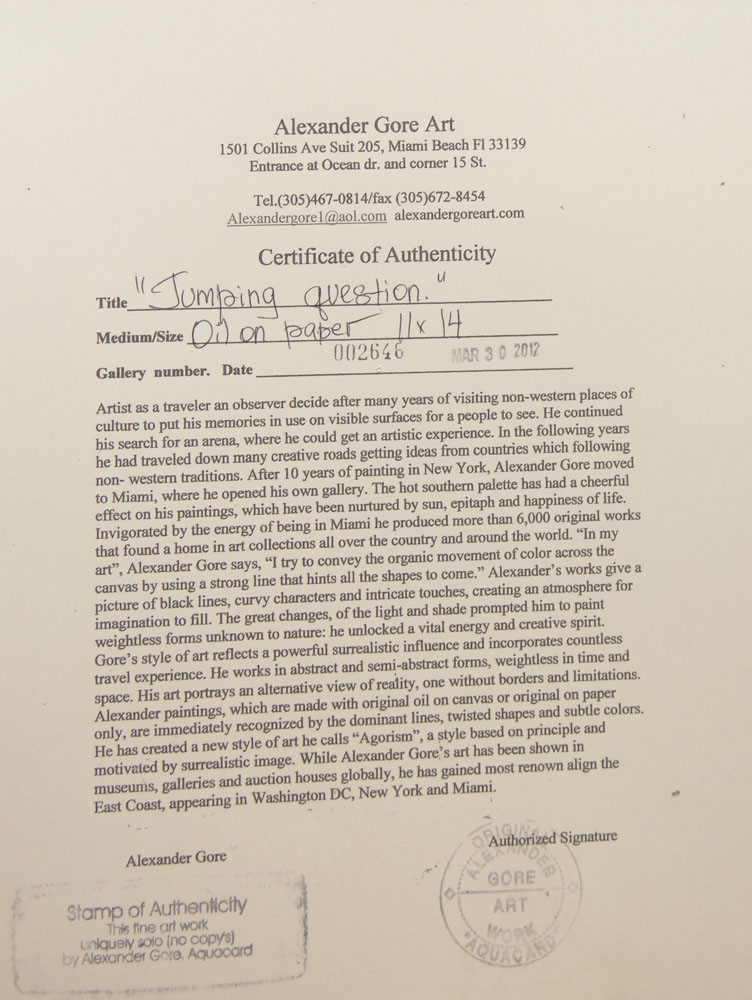 Alexander Gore Art
1501 Collins Ave Suit 205, Miami Beach Fl 33139
Entrance at Ocean dr. and corner 15 St.
Tel.(305)467-0814/fax (305)672-8454
Alexandergore1@aol.com alexandergoreart.com
Certificate of Authenticity
Title "Jumping question."
Medium/Size Oil on paper 11x14
002646 MAR 30 2012
Gallery number. Date
Artist as a traveler an observer decide after many years of visiting non-western places of
culture to put his memories in use on visible surfaces for a people to see. He continued
his search for an arena, where he could get an artistic experience. In the following years
he had traveled down many creative roads getting ideas from countries which following
non- western traditions. After 10 years of painting in New York, Alexander Gore moved
to Miami, where he opened his own gallery. The hot southern palette has had a cheerful
effect on his paintings, which have been nurtured by sun, epitaph and happiness of life.
Invigorated by the energy of being in Miami he produced more than 6,000 original works
that found a home in art collections all over the country and around the world. “In my
art”, Alexander Gore says, “I try to convey the organic movement of color across the
canvas by using a strong line that hints all the shapes to come.” Alexander’s works give a
picture of black lines, curvy characters and intricate touches, creating an atmosphere for
imagination to fill. The great changes, of the light and shade prompted him to paint
weightless forms unknown to nature: he unlocked a vital energy and creative spirit.
Gore’s style of art reflects a powerful surrealistic influence and incorporates countless
travel experience. He works in abstract and semi-abstract forms, weightless in time and
space. His art portrays an alternative view of reality, one without borders and limitations.
Alexander paintings, which are made with original oil on canvas or original on paper
only, are immediately recognized by the dominant lines, twisted shapes and subtle colors.
He has created a new style of art he calls “Agorism”, a style based on principle and
motivated by surrealistic image. While Alexander Gore’s art has been shown in
museums, galleries and auction houses globally, he has gained most renown align the
East Coast, appearing in Washington DC, New York and Miami.
Authorized Signature
Alexander Gore
ORIGINAL
ALEXANDER
GORE
ART
WORK
AQUACARD
Stamp of Authenticity
This fine art work
uniquely solo (no copy's)
by Alexander Gore. Aquacard